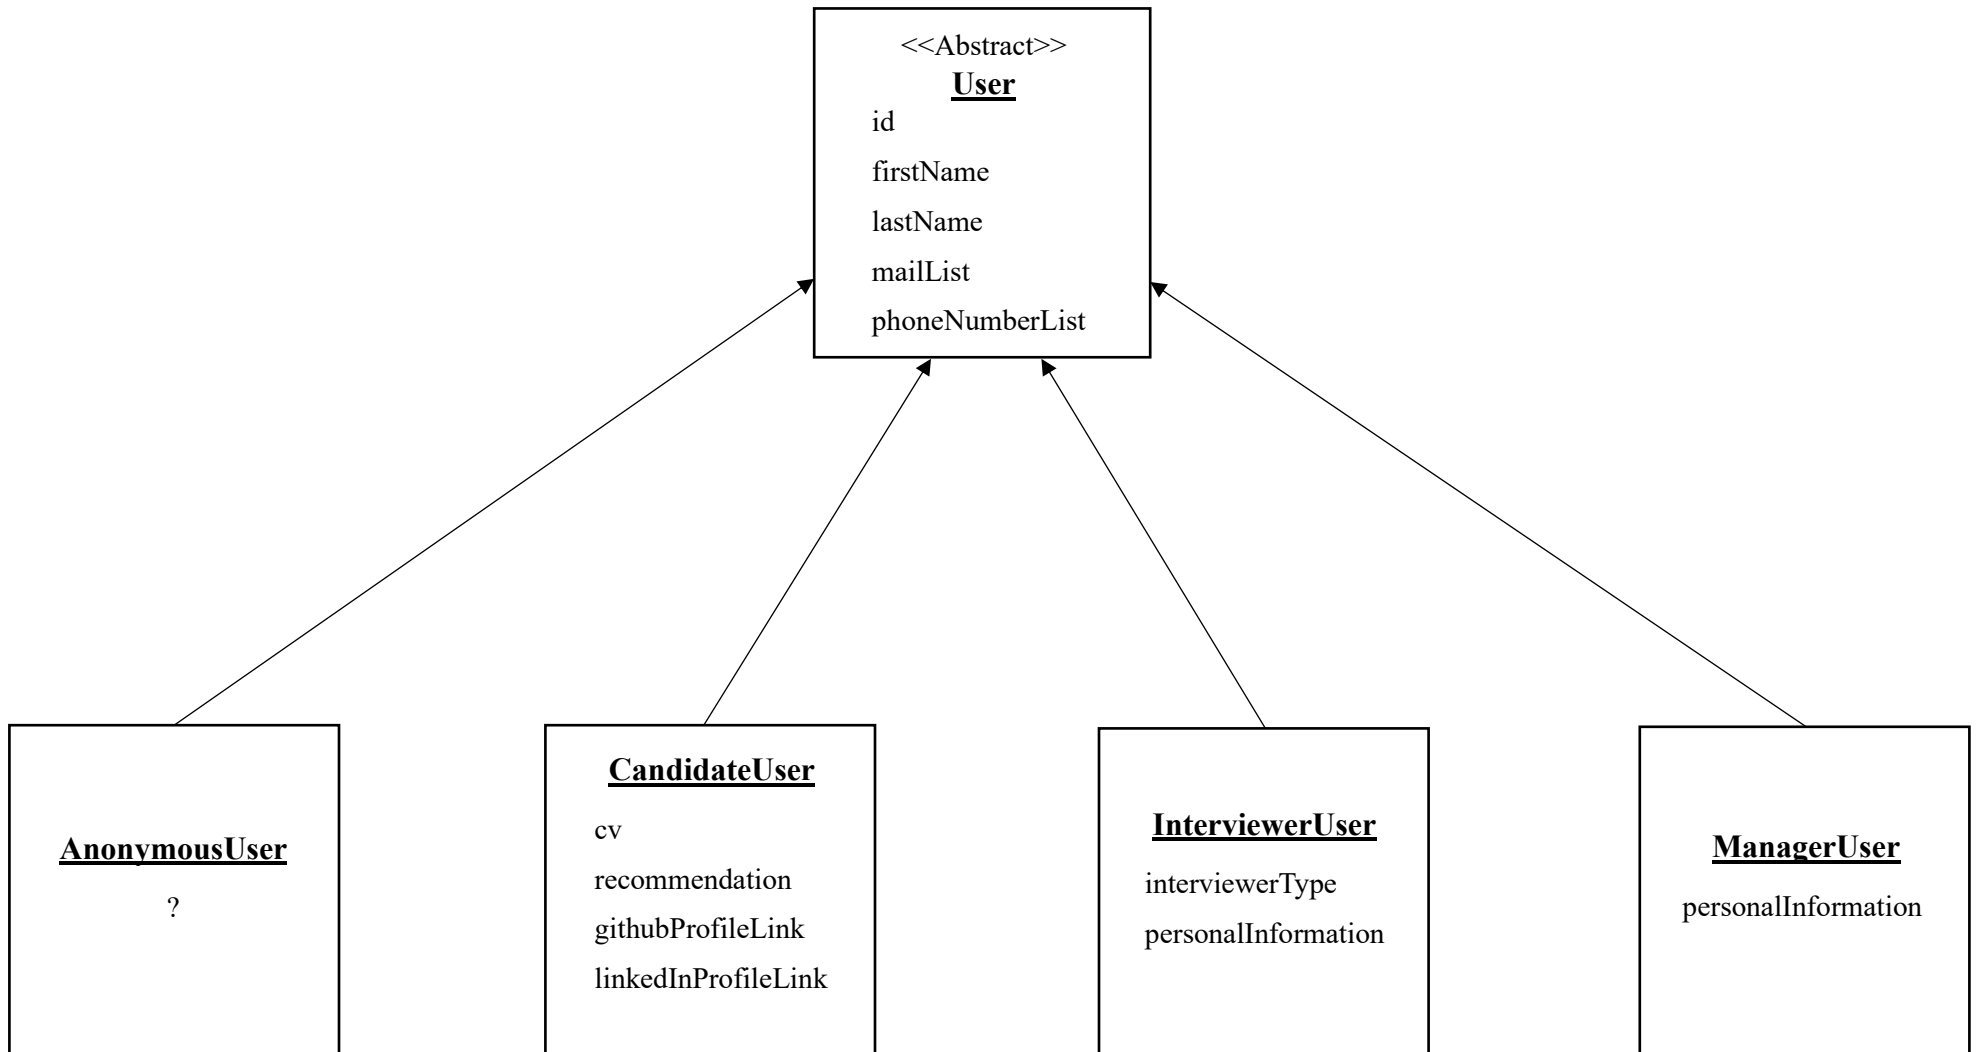 <<Abstract>>
User
id
firstName
lastName
mailList
phoneNumberList
AnonymousUser
?
CandidateUser
cv
recommendation
githubProfileLink
linkedInProfileLink
InterviewerUser
interviewerType
personalInformation
ManagerUser
personalInformation